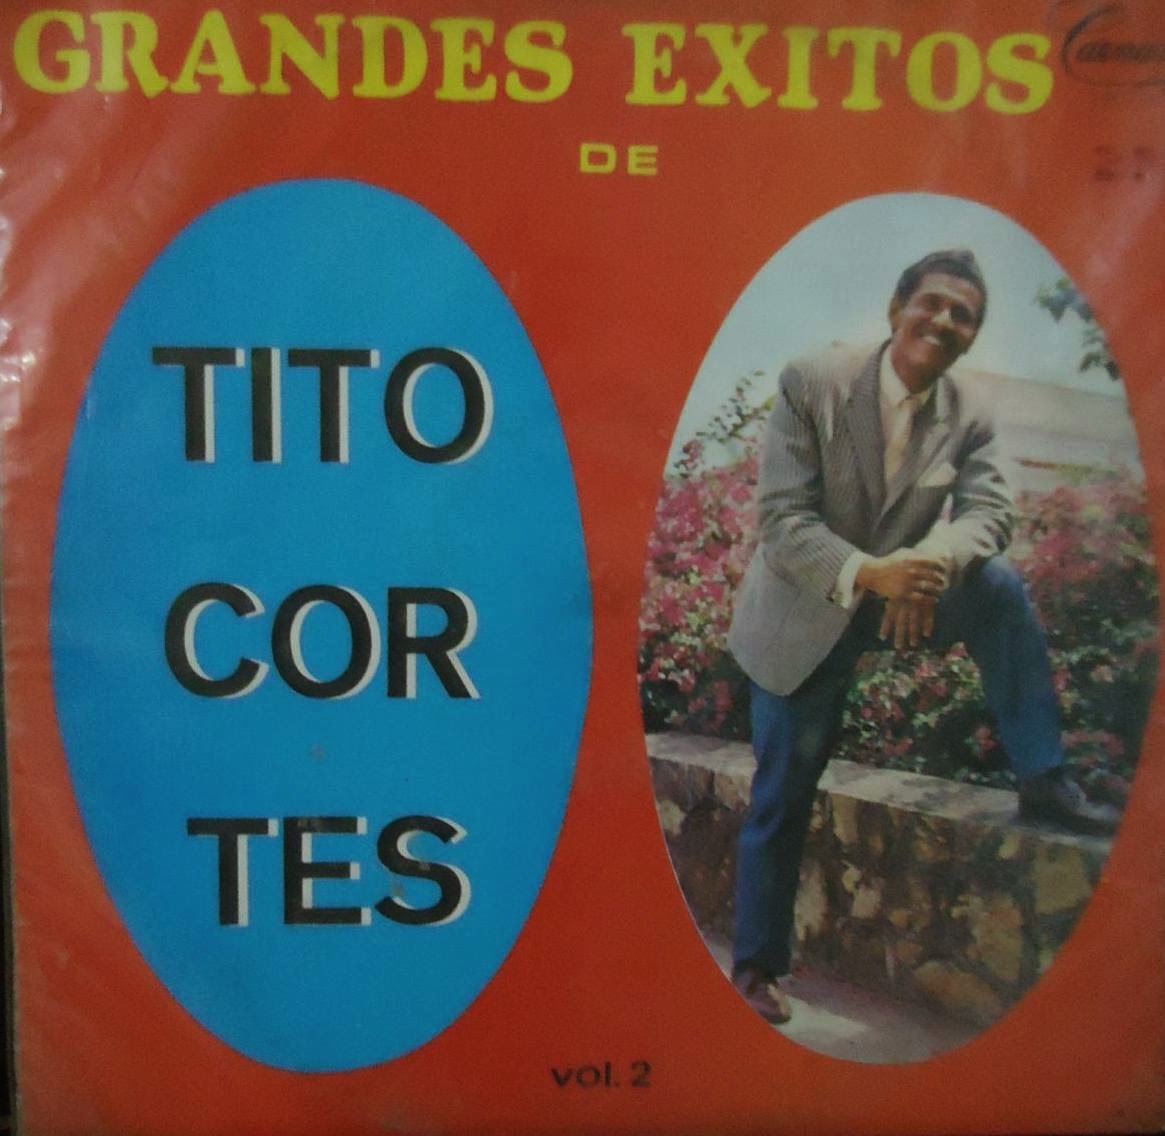 GRANDES EXITOS
DE
TITO
COR
TES
vol. 2